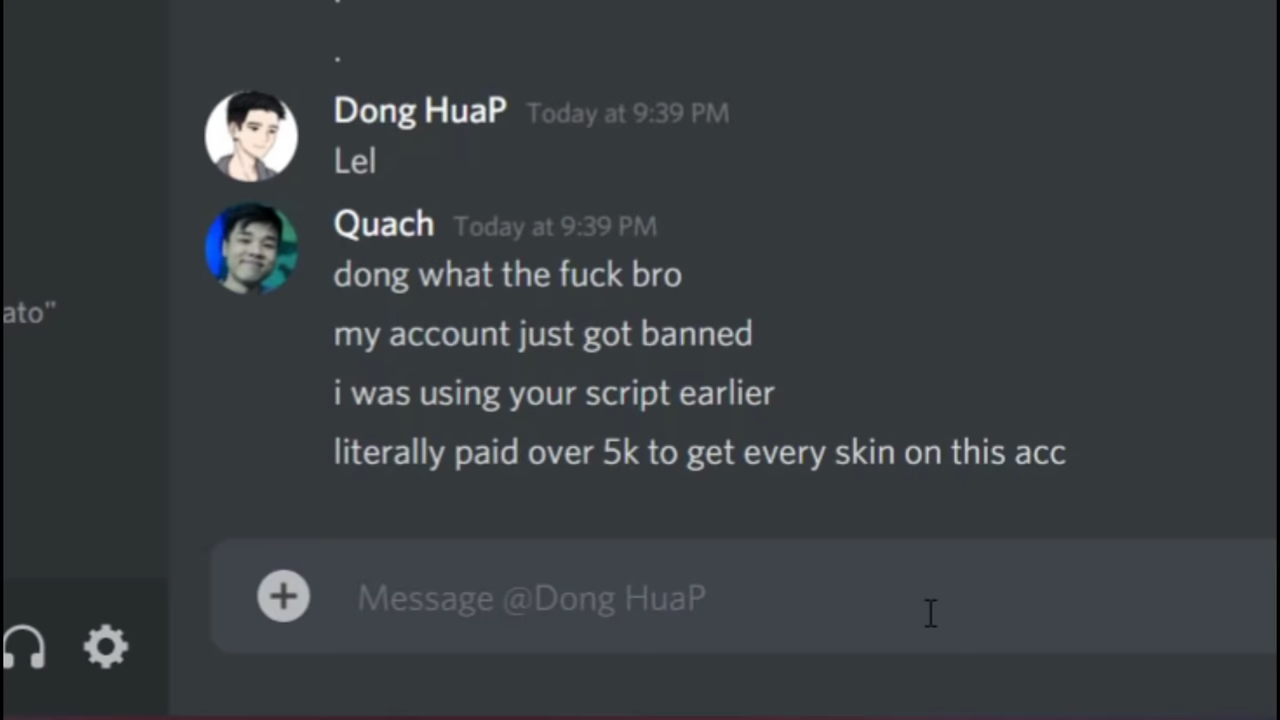 .
Dong HuaP Today at 9:39 PM
Lel
Quach Today at 9:39 PM
dong what the fuck bro
my account just got banned
ato"
i was using your script earlier
literally paid over 5k to get every skin on this acc
Message @Dong HuaP